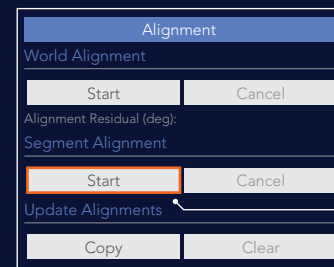 Alignment
World Alignment
Start Cancel
Alignment Residual (deg):
Segment Alignment
Start Cancel
Update Alignments
Copy Clear